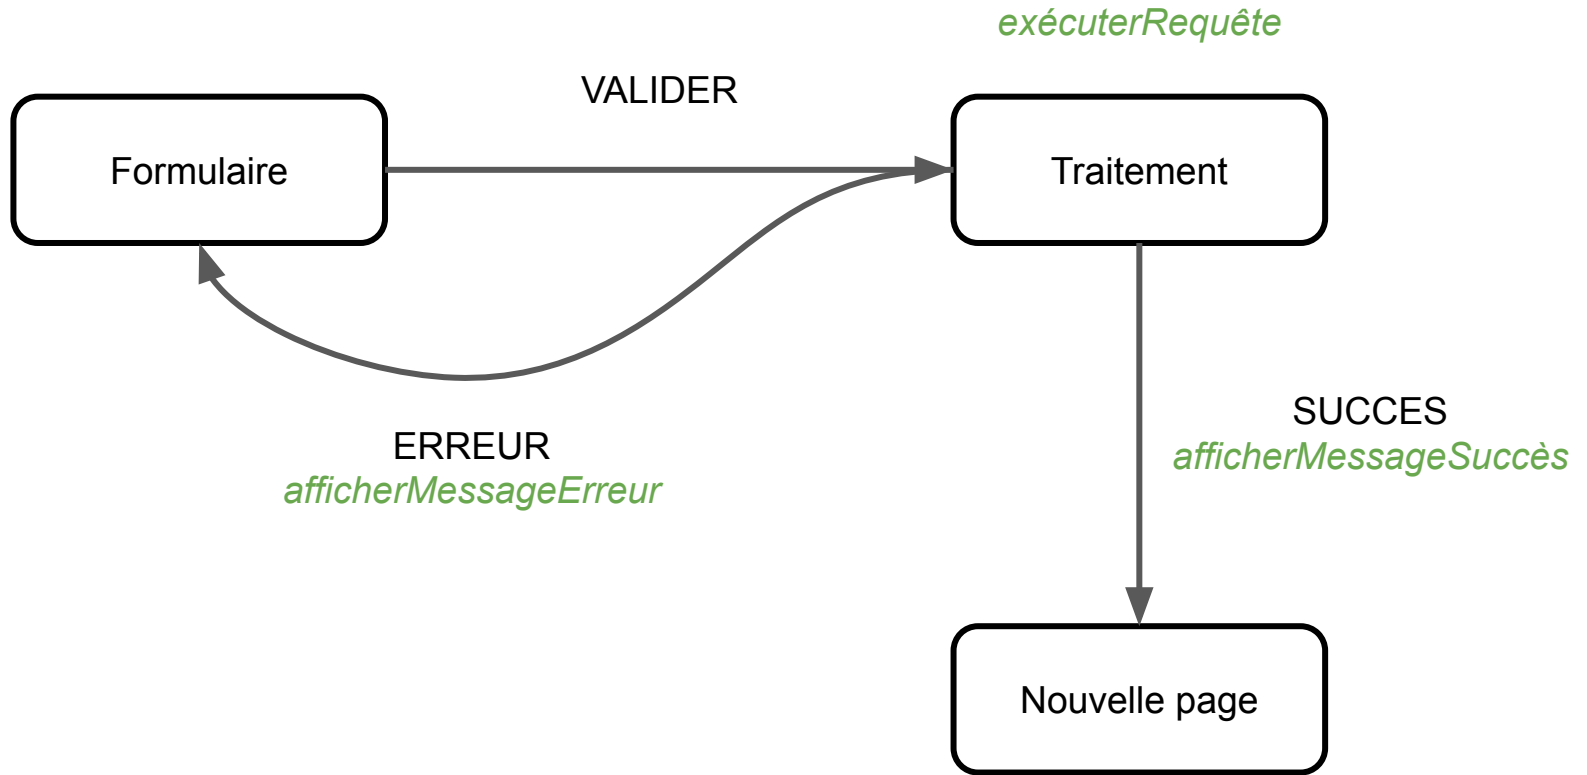 exécuterRequête
VALIDER
Formulaire
Traitement
SUCCES
afficherMessageSuccès
ERREUR
afficherMessageErreur
Nouvelle page